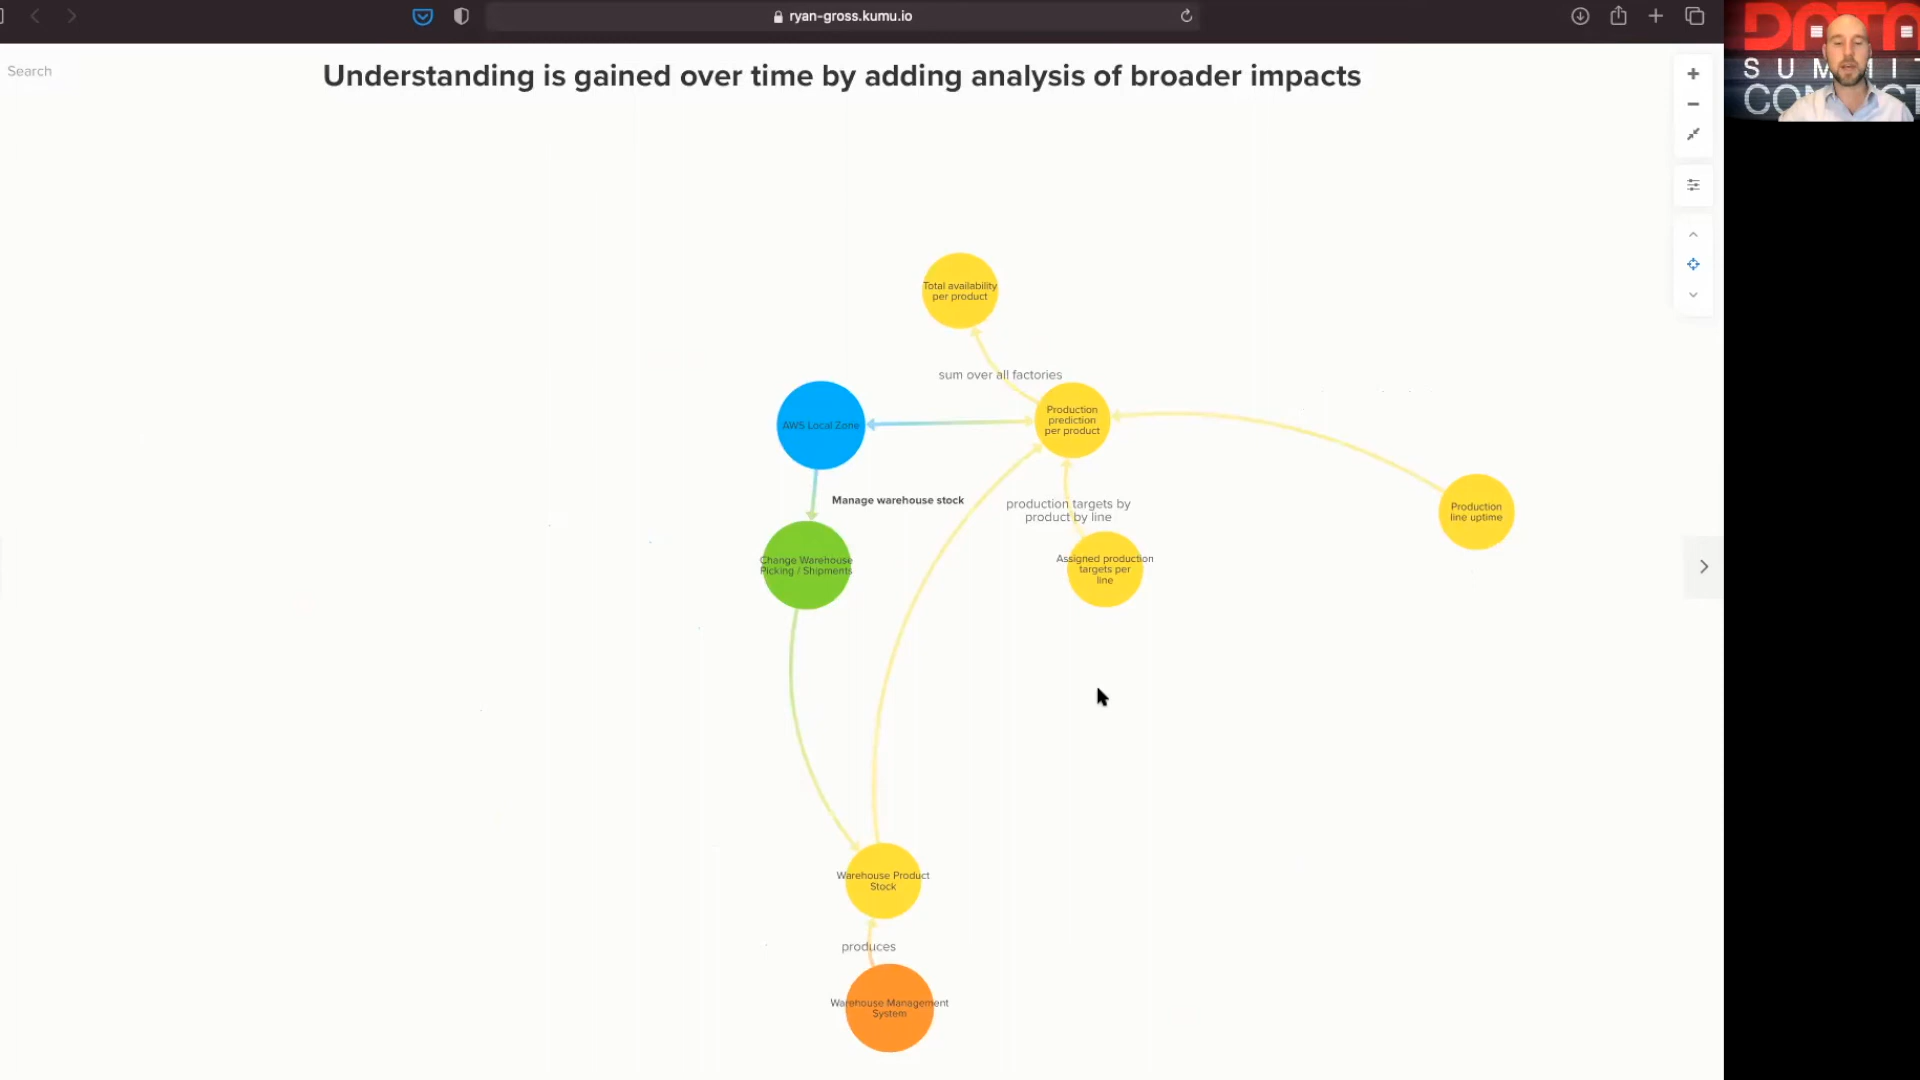 ryan-gross.kumu.io
DATA
SUMMIT
Search
Understanding is gained over time by adding analysis of broader impacts
Total availability
per product
sum over all factories
Production
prediction
per product
AWS Local Zone
Manage warehouse stock
production targets by
product by line
Production
line uptime
Change Warehouse
Picking / Shipments
Assigned production
targets per
line
Warehouse Product
Stock
produces
Warehouse Management
System